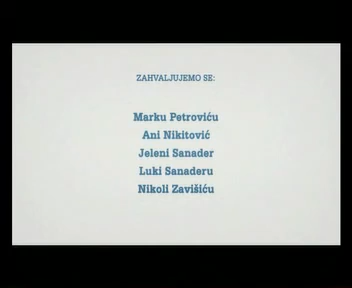 ZAHVALJUJEMO SE:
Marku Petroviću
Ani Nikitović
Jeleni Sanader
Luki Sanaderu
Nikoli Zavišiću